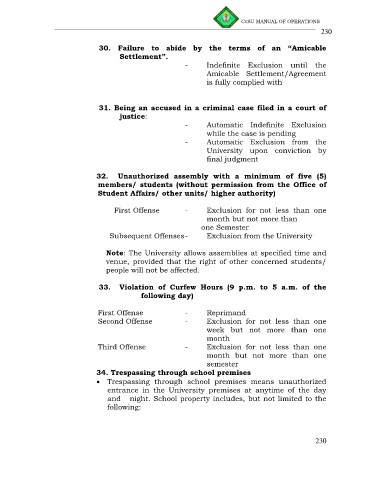 CvSU MANUAL OF OPERATIONS
230
30. Failure to abide by the terms of an “Amicable
Settlement”.
- Indefinite Exclusion until the
Amicable Settlement/Agreement
is fully complied with
31. Being an accused in a criminal case filed in a court of
justice:
- Automatic Indefinite Exclusion
while the case is pending
- Automatic Exclusion from the
University upon conviction by
final judgment
32. Unauthorized assembly with a minimum of five (5)
members/ students (without permission from the Office of
Student Affairs/ other units/ higher authority)
First Offense - Exclusion for not less than one
month but not more than
one Semester
Subsequent Offenses- Exclusion from the University
Note: The University allows assemblies at specified time and
venue, provided that the right of other concerned students/
people will not be affected.
33. Violation of Curfew Hours (9 p.m. to 5 a.m. of the
following day)
First Offense - Reprimand
Second Offense - Exclusion for not less than one
week but not more than one
month
Third Offense - Exclusion for not less than one
month but not more than one
semester
34. Trespassing through school premises
• Trespassing through school premises means unauthorized
entrance in the University premises at anytime of the day
and night. School property includes, but not limited to the
following:
230